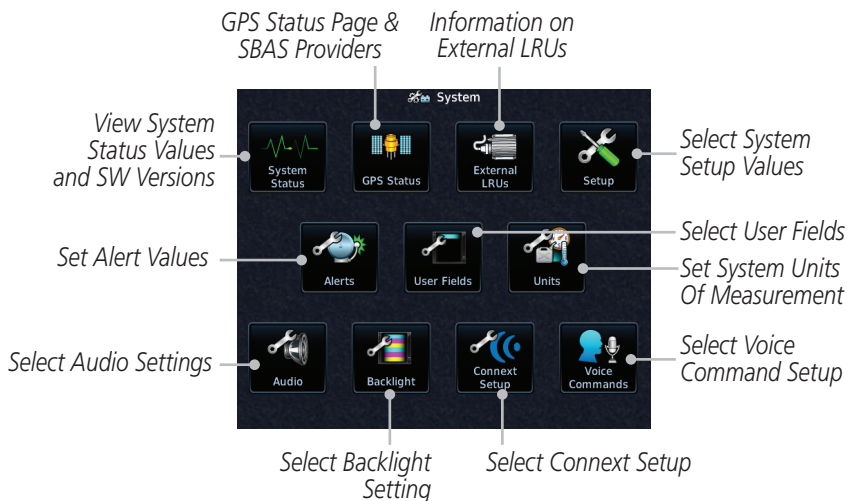 GPS Status Page &
SBAS Providers
Information on
External LRUs
System
View System
Status Values
and SW Versions
System
Status
GPS Status
External
LRUs
Setup
Select System
Setup Values
Set Alert Values
Alerts
User Fields
Units
Select User Fields
Set System Units
Of Measurement
Select Audio Settings
Audio
Backlight
Connext
Setup
Voice
Commands
Select Voice
Command Setup
Select Backlight
Setting
Select Connext Setup